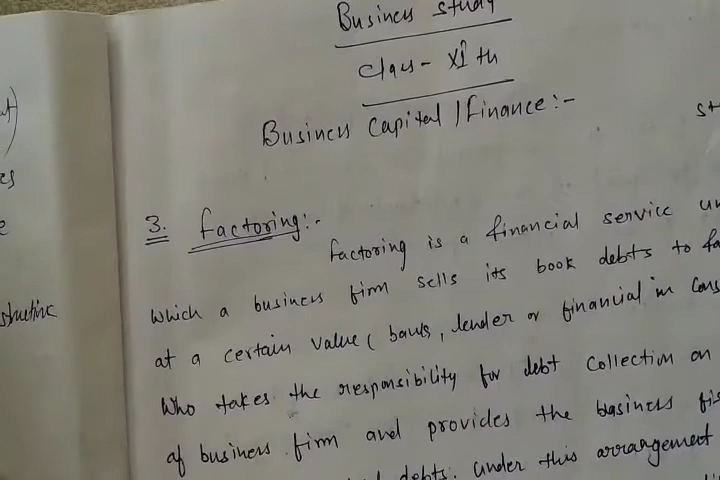 Business study
Class - XI th
Business Capital / Finance :-
3. factoring :-
factoring is a financial service
which a business firm sells its book debts to
at a certain value ( bank, lender or financial in
who takes the responsibility for debt collection on
of business firm and provides the business
debts. under this arrangement